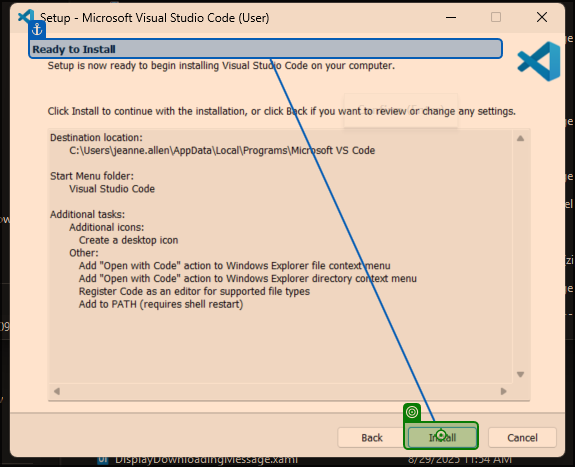 Setup - Microsoft Visual Studio Code (User)
Ready to Install
Setup is now ready to begin installing Visual Studio Code on your computer.
Click Install to continue with the installation, or click Back if you want to review or change any settings.
Destination location:
C:\Users\jeanne.allen\AppData\Local\Programs\Microsoft VS Code
Start Menu folder:
Visual Studio Code
Additional tasks:
Additional icons:
Create a desktop icon
Other:
Add "Open with Code" action to Windows Explorer file context menu
Add "Open with Code" action to Windows Explorer directory context menu
Register Code as an editor for supported file types
Add to PATH (requires shell restart)
Back
Install
Cancel
DisplayDownloadingMessage.xaml
8/29/2025 11:54 AM